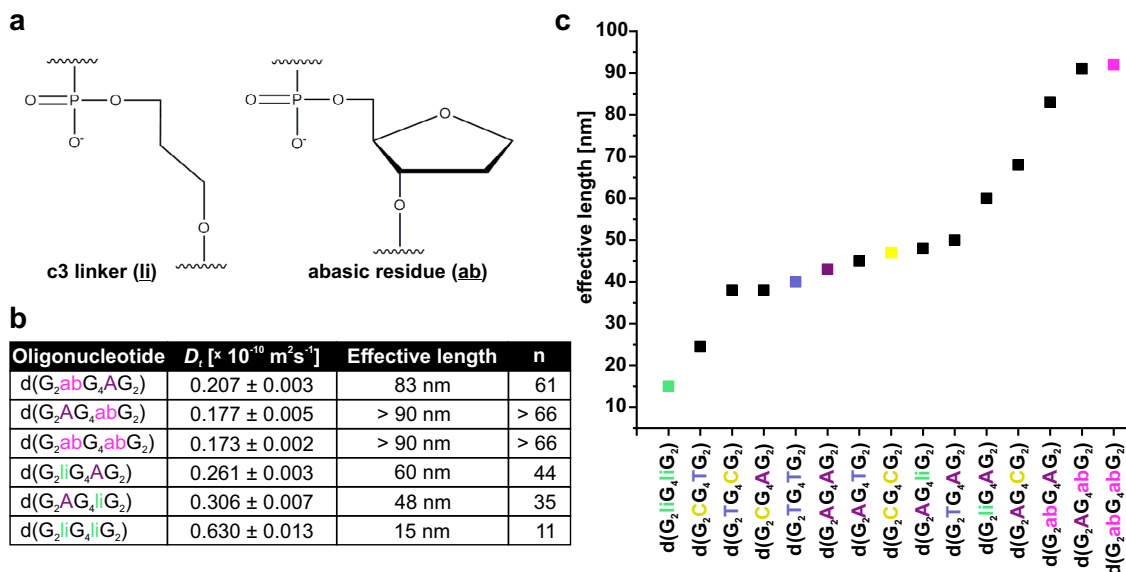 a
O
P
O
O-
O
c3 linker (li)
O
P
O
O-
O
O
abasic residue (ab)
b
Oligonucleotide Dt [× 10-10 m2s-1] Effective length n
d(G2abG4AG2) 0.207 ± 0.003 83 nm 61
d(G2AG4abG2) 0.177 ± 0.005 > 90 nm > 66
d(G2abG4abG2) 0.173 ± 0.002 > 90 nm > 66
d(G2liG4AG2) 0.261 ± 0.003 60 nm 44
d(G2AG4liG2) 0.306 ± 0.007 48 nm 35
d(G2liG4liG2) 0.630 ± 0.013 15 nm 11
c
effective length [nm]
100
90
80
70
60
50
40
30
20
10
d(G2liG4liG2)
d(G2CG4TG2)
d(G2TG4CG2)
d(G2CG4AG2)
d(G2TG4TG2)
d(G2AG4AG2)
d(G2AG4TG2)
d(G2CG4CG2)
d(G2AG4liG2)
d(G2TG4AG2)
d(G2liG4AG2)
d(G2AG4CG2)
d(G2abG4AG2)
d(G2AG4abG2)
d(G2abG4abG2)